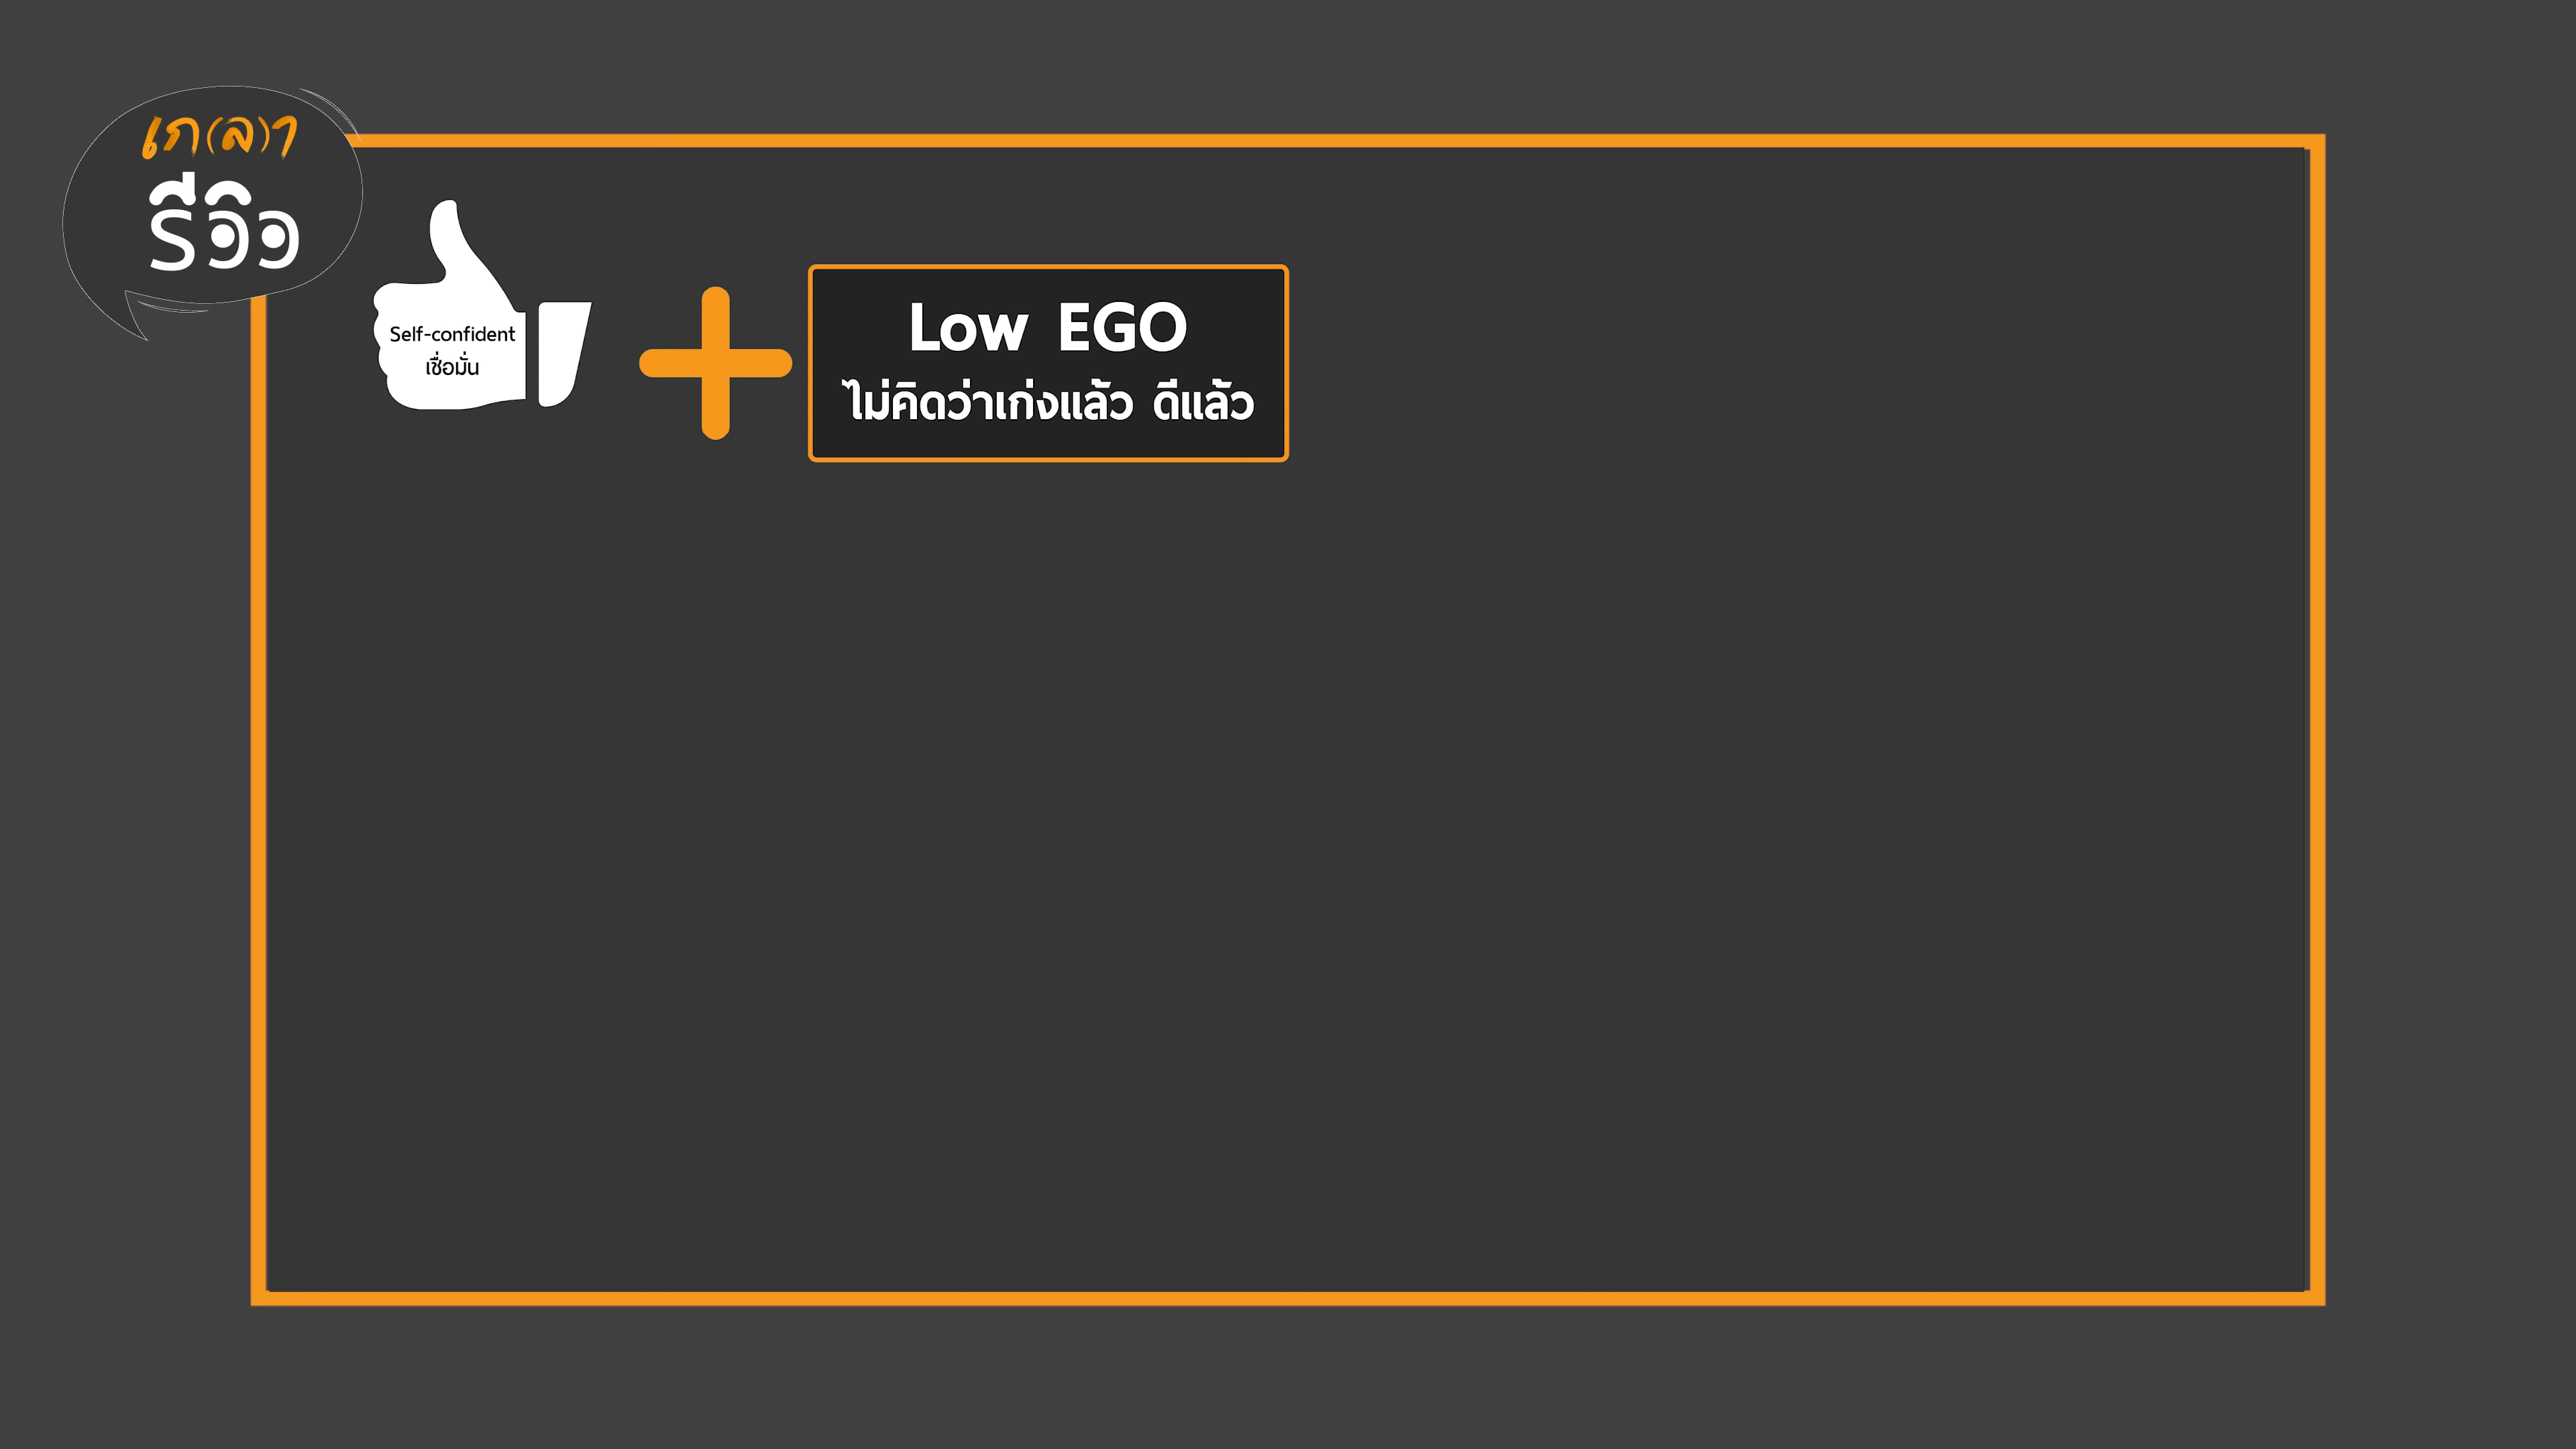 เก(ล)า
รีวิว
Self-confident
เชื่อมั่น
Low EGO
ไม่คิดว่าเก่งแล้ว ดีแล้ว